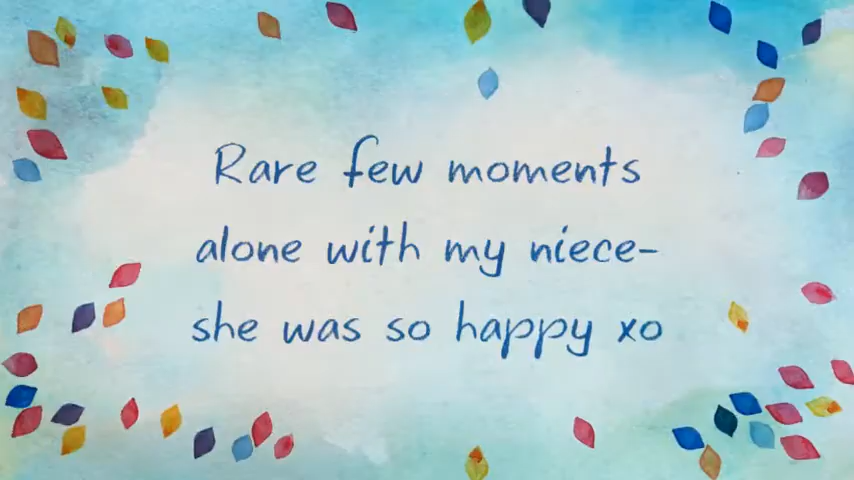 Rare few moments
alone with my niece-
she was so happy xo